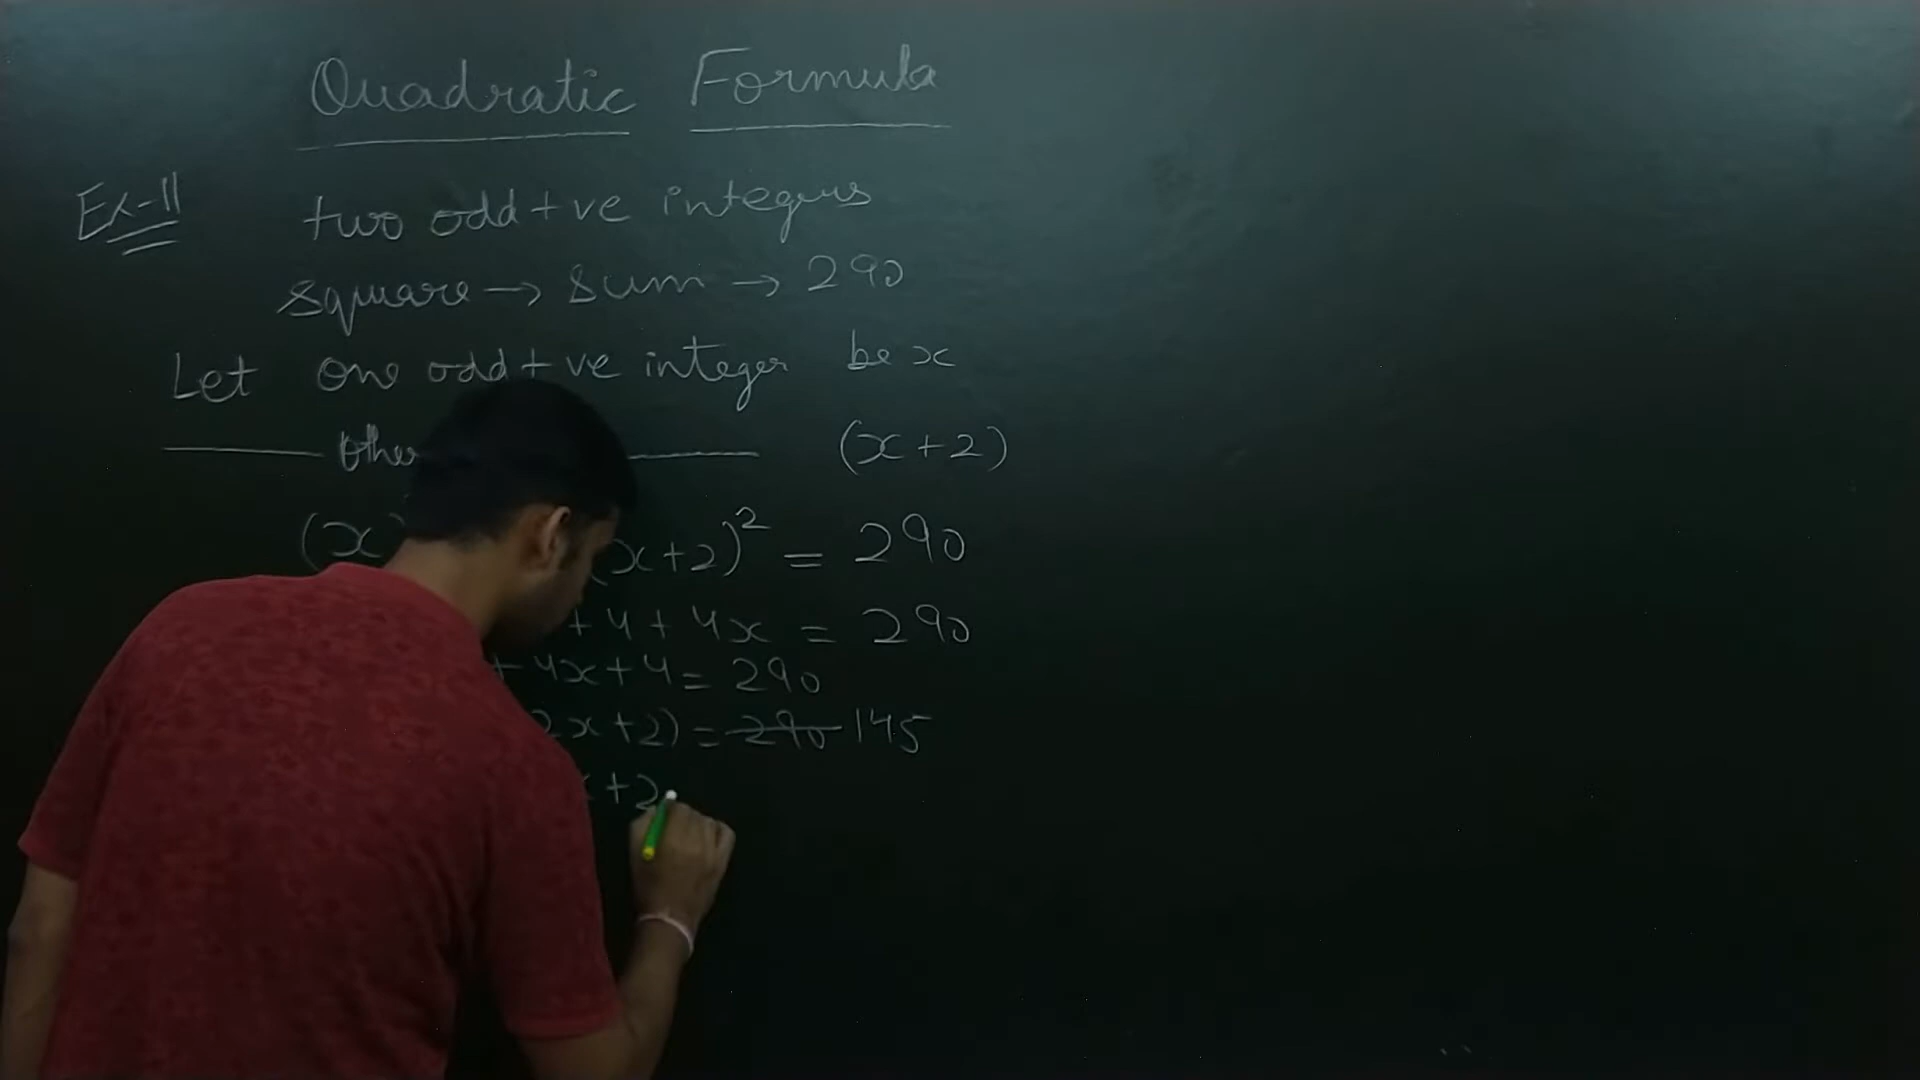 Quadratic Formula
Ex-11 two odd +ve integers
square → sum → 290
Let one odd +ve integer be x
other (x+2)
(x) x+2)² = 290
+ 4 + 4x = 290
+ 4x + 4 = 290
2x+2) = 290 145
+2